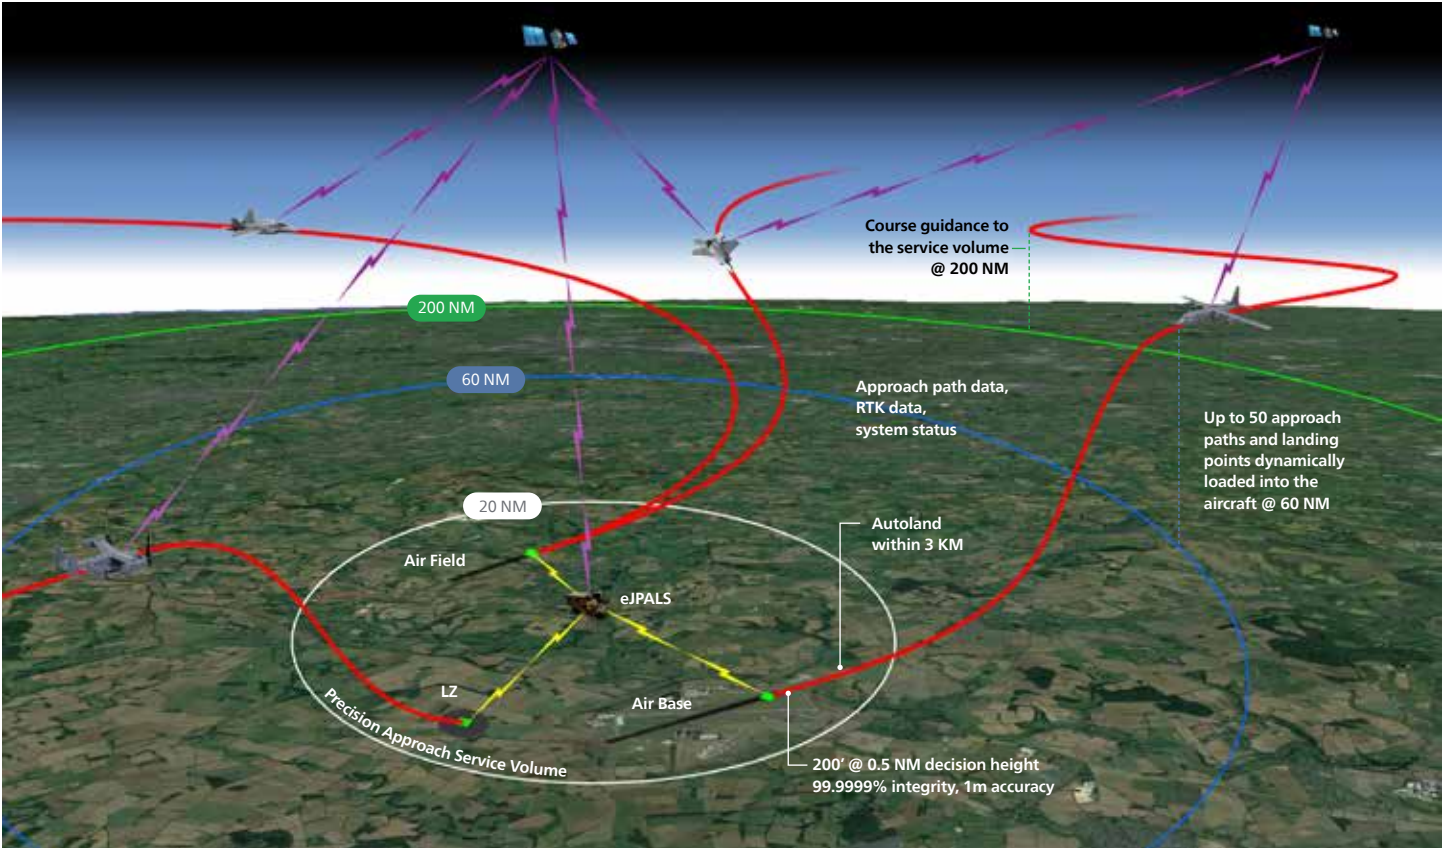 Course guidance to
the service volume
@ 200 NM
200 NM
60 NM
Approach path data,
RTK data,
system status
Up to 50 approach
paths and landing
points dynamically
loaded into the
aircraft @ 60 NM
20 NM
Autoland
within 3 KM
Air Field
eJPALS
LZ
Air Base
Precision Approach Service Volume
200’ @ 0.5 NM decision height
99.9999% integrity, 1m accuracy